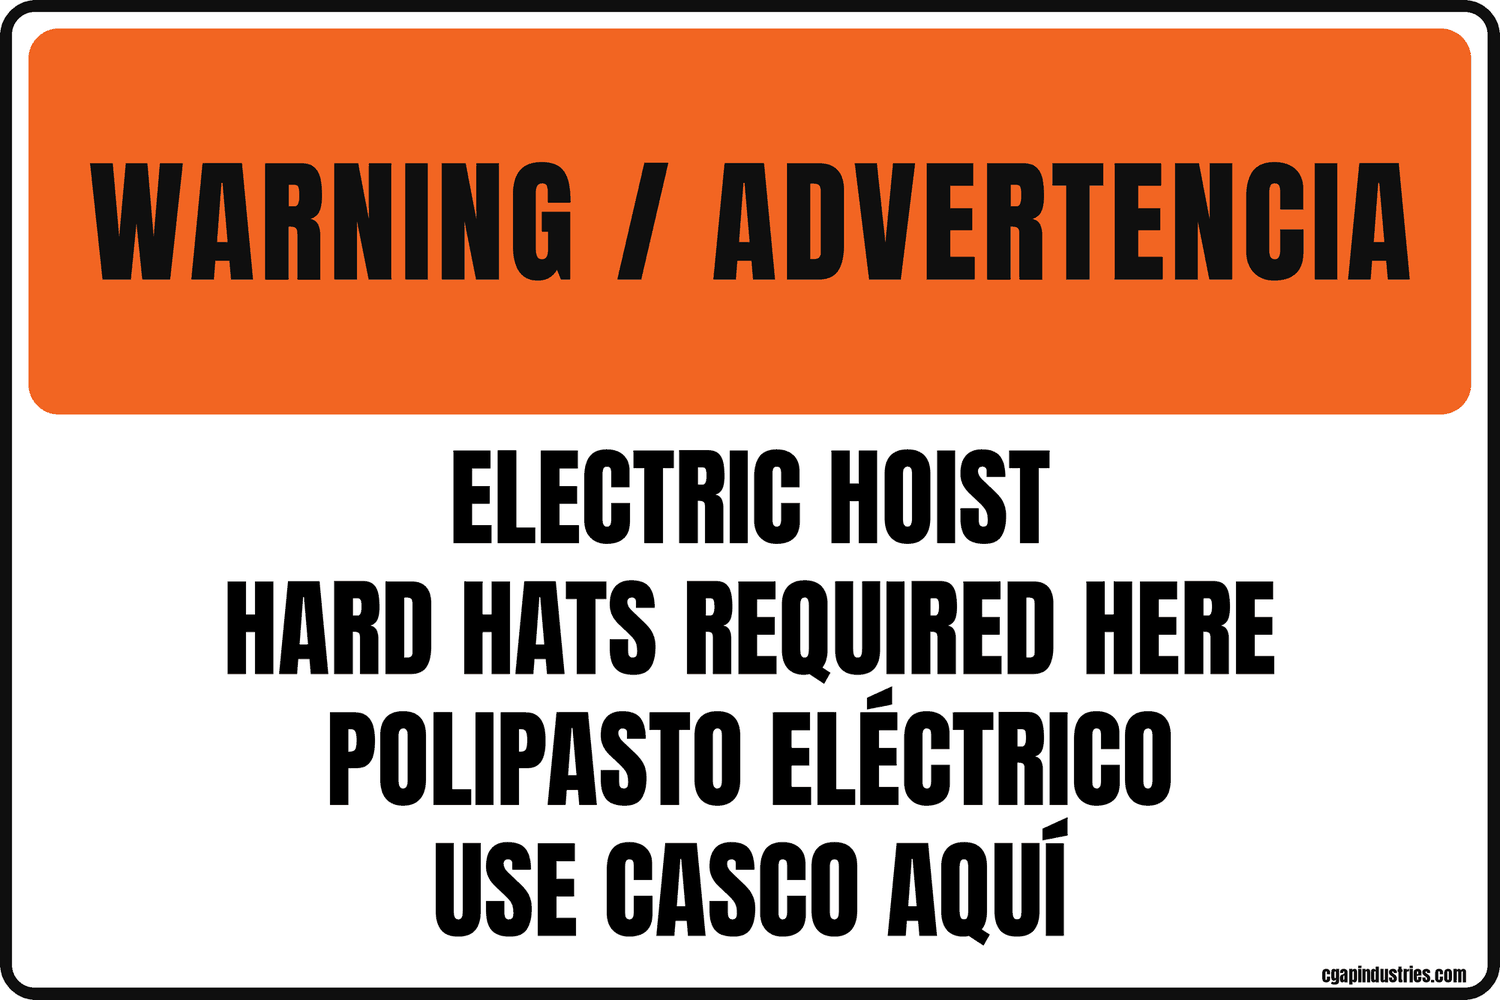 WARNING / ADVERTENCIA
ELECTRIC HOIST
HARD HATS REQUIRED HERE
POLIPASTO ELÉCTRICO
USE CASCO AQUÍ
cgapindustries.com